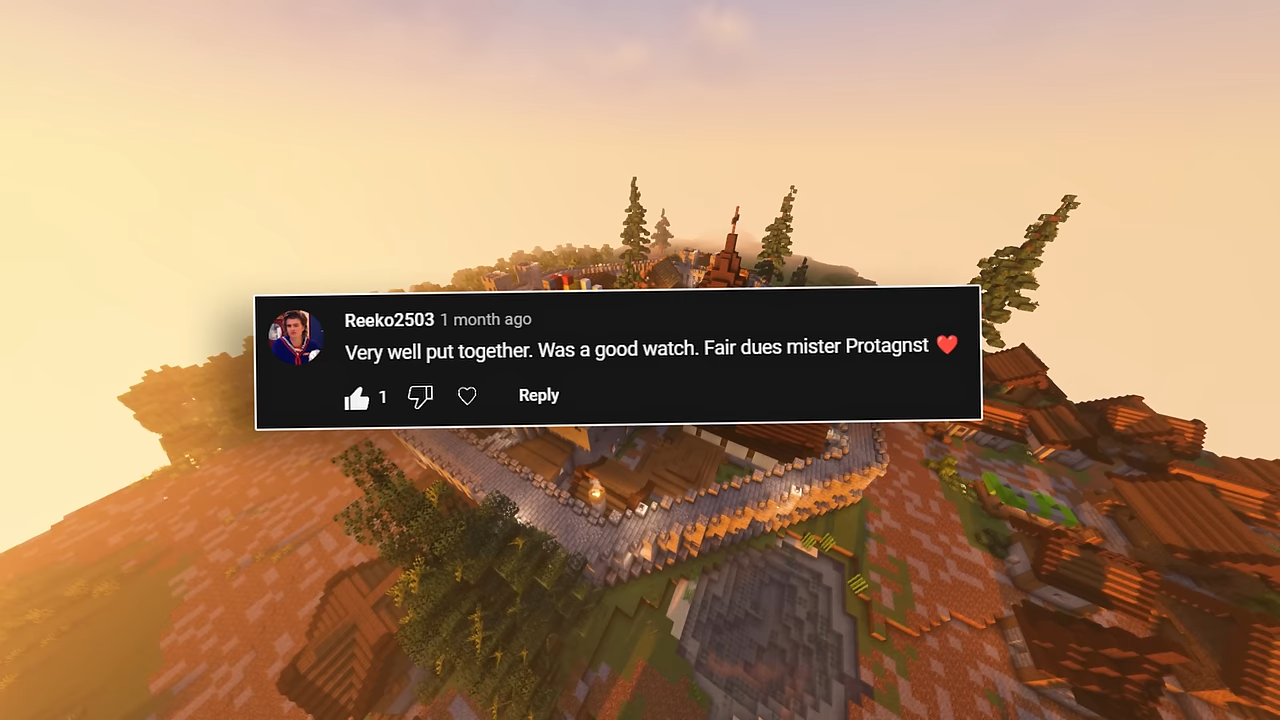 Reeko2503 1 month ago
Very well put together. Was a good watch. Fair dues mister Protagnst ❤️
1 Reply